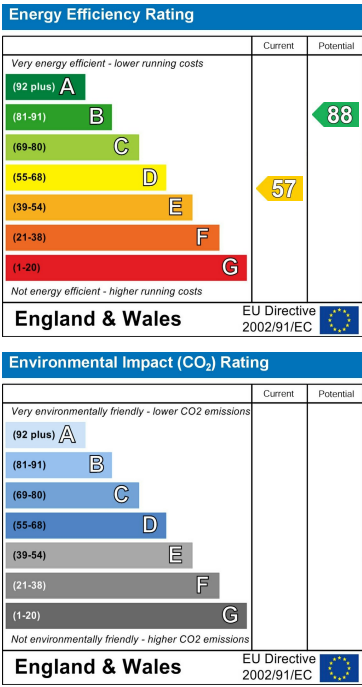 Energy Efficiency Rating
Current Potential
Very energy efficient - lower running costs
(92 plus) A
(81-91) B
88
(69-80) C
(55-68) D
57
(39-54) E
(21-38) F
(1-20) G
Not energy efficient - higher running costs
England & Wales
EU Directive
2002/91/EC
Environmental Impact (CO₂) Rating
Current Potential
Very environmentally friendly - lower CO2 emissions
(92 plus) A
(81-91) B
(69-80) C
(55-68) D
(39-54) E
(21-38) F
(1-20) G
Not environmentally friendly - higher CO2 emissions
England & Wales
EU Directive
2002/91/EC